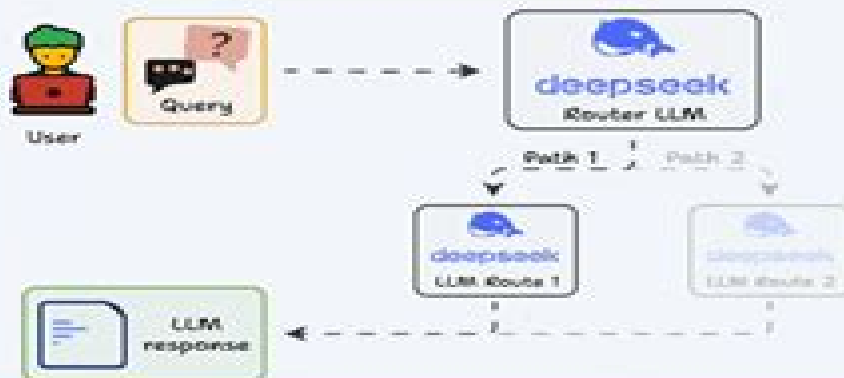 ?
deepseek
Query
Router LLM
User
Path 1
Path 2
deepseek
deepseek
LLM Route 1
LLM Route 2
LLM
response